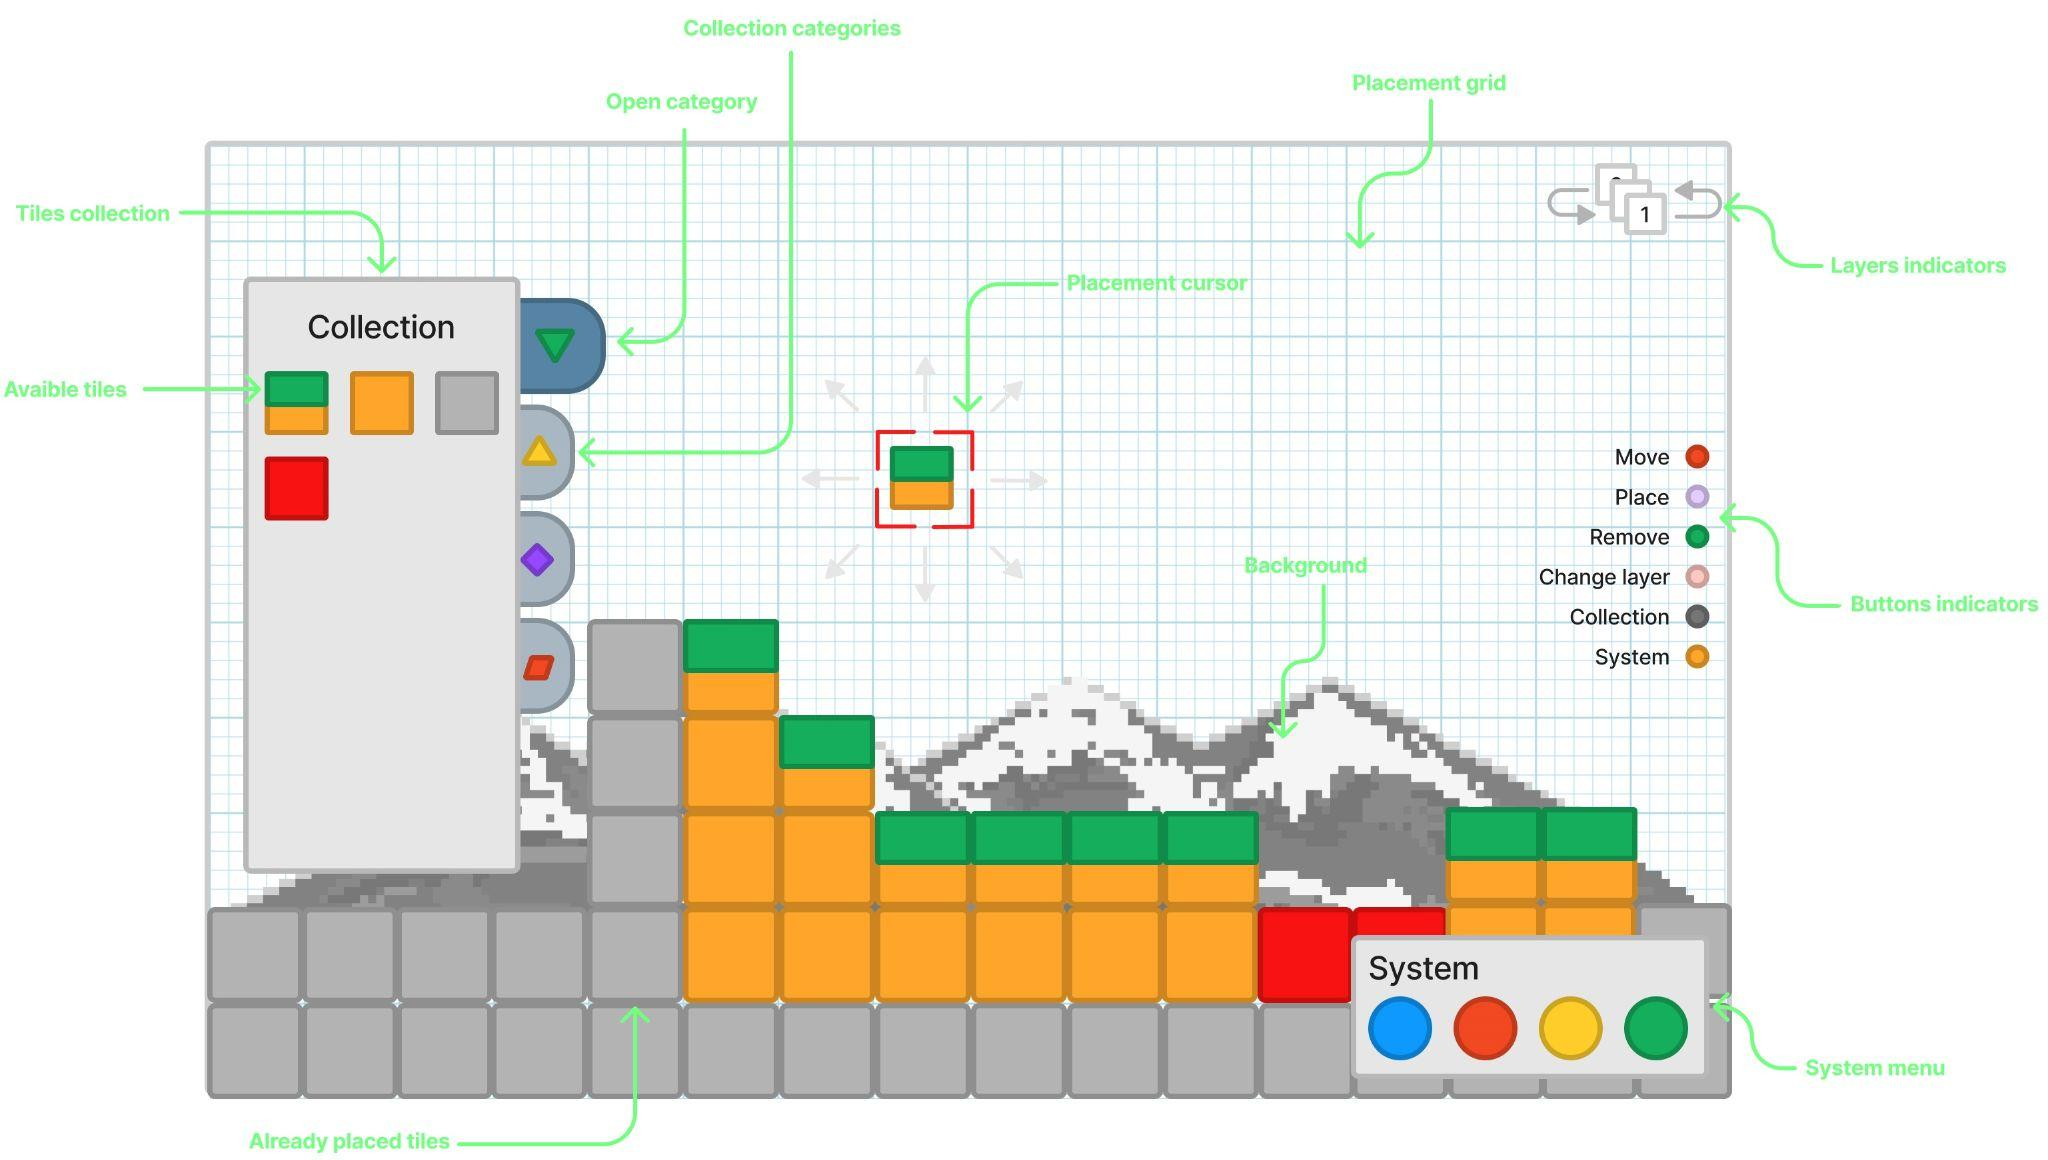 Collection categories
Placement grid
Open category
Tiles collection
1
Layers indicators
Placement cursor
Collection
Avaible tiles
Move
Place
Remove
Background
Change layer
Buttons indicators
Collection
System
System
System menu
Already placed tiles